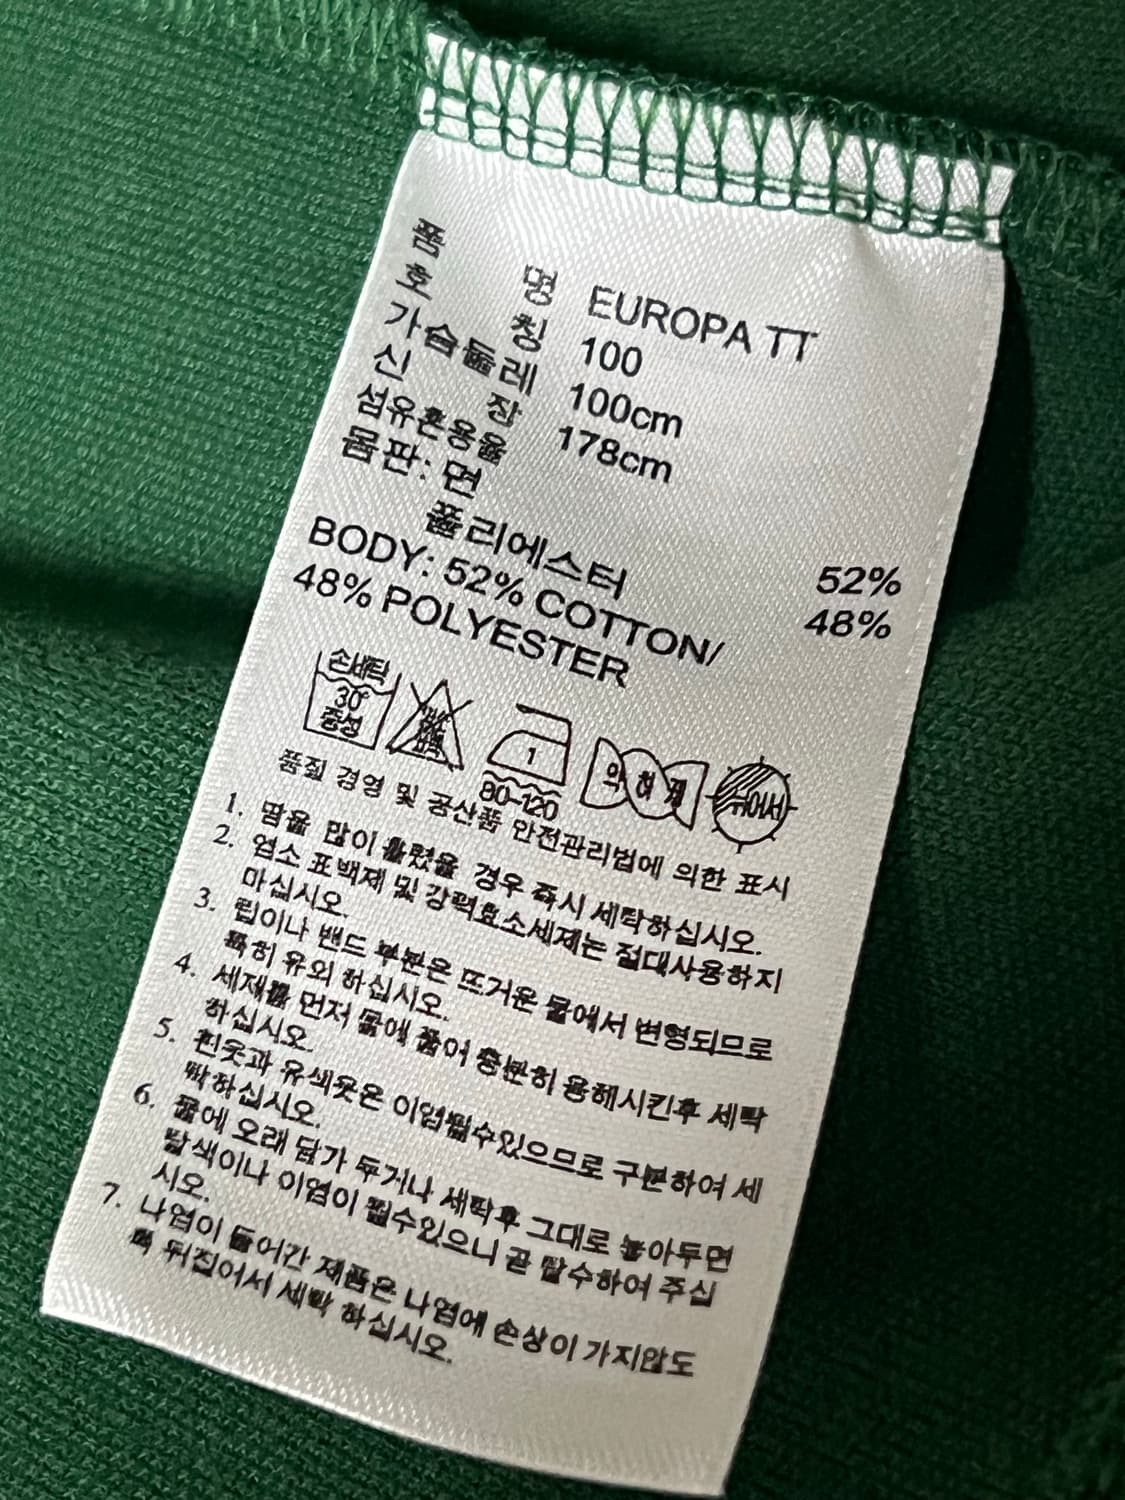 품 명 EUROPA TT
호 칭 100
가슴둘레 100cm
신 장 178cm
섬유혼용율
몸판: 면 52%
폴리에스터 48%
BODY: 52% COTTON/
48% POLYESTER
손세탁
30°
중성
1
80-120
약하게
뉘어서
품질 경영 및 공산품 안전관리법에 의한 표시
1. 땀을 많이 흘렸을 경우 즉시 세탁하십시오.
2. 염소 표백제 및 강력효소세제는 절대사용하지
마십시오.
3. 립이나 밴드 부분은 뜨거운 물에서 변형되므로
특히 유의 하십시오.
4. 세제를 먼저 물에 풀어 충분히 용해시킨후 세탁
하십시오.
5. 흰옷과 유색옷은 이염될수있으므로 구분하여 세
탁하십시오.
6. 물에 오래 담가 두거나 세탁후 그대로 놓아두면
탈색이나 이염이 될수있으니 곧 탈수하여 주십
시오.
7. 나염이 들어간 제품은 나염에 손상이 가지않도
록 뒤집어서 세탁 하십시오.